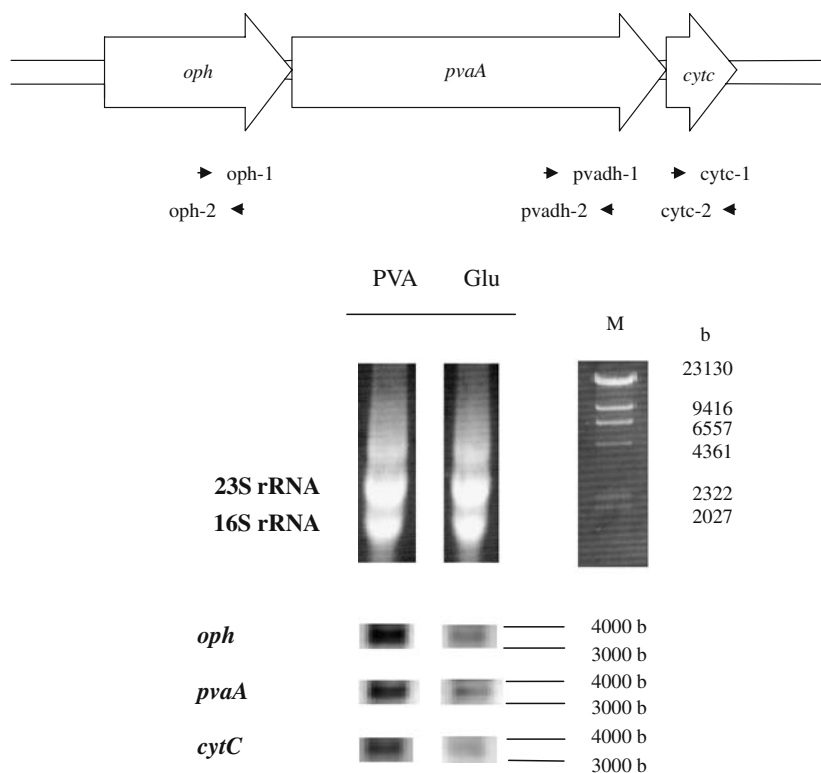 oph pvaA cytc
oph-1 pvadh-1 cytc-1
oph-2 pvadh-2 cytc-2
PVA Glu
M b
23130
9416
6557
4361
23S rRNA 2322
16S rRNA 2027
oph 4000 b
3000 b
pvaA 4000 b
3000 b
cytC 4000 b
3000 b